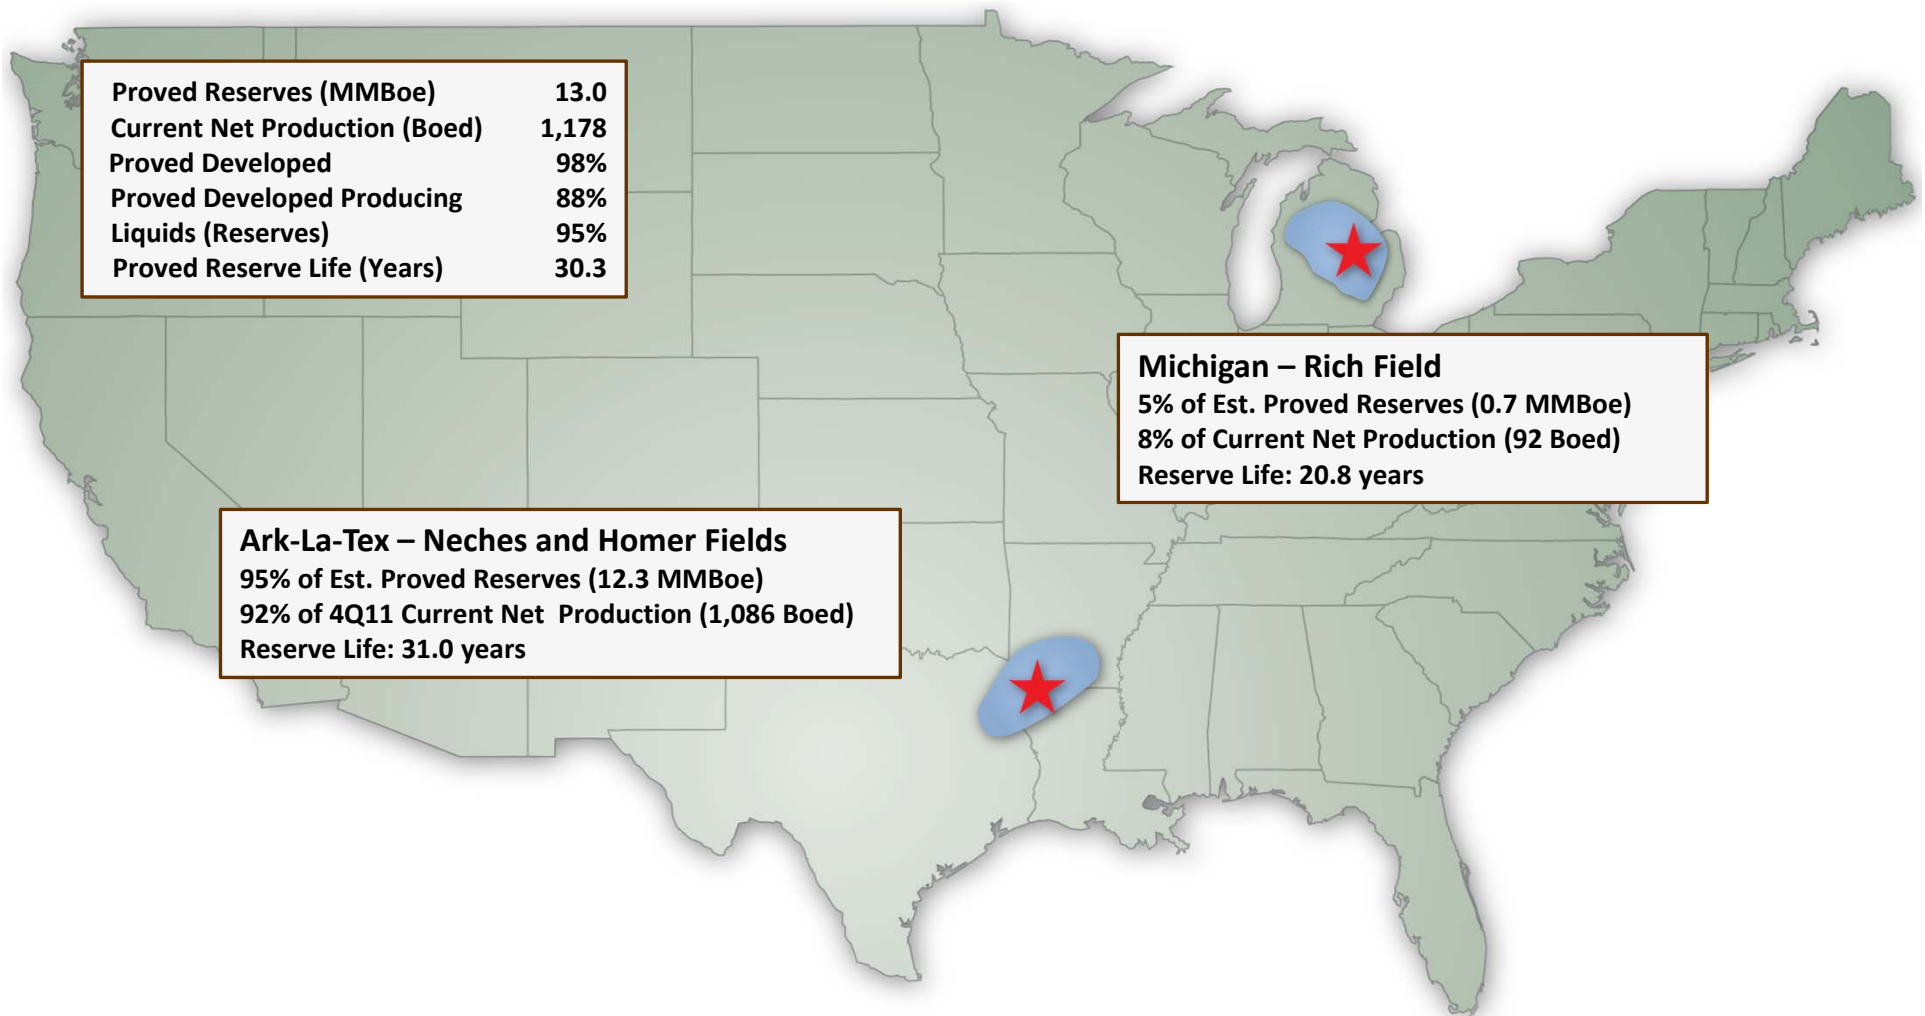 Proved Reserves (MMBoe) 13.0
Current Net Production (Boed) 1,178
Proved Developed 98%
Proved Developed Producing 88%
Liquids (Reserves) 95%
Proved Reserve Life (Years) 30.3
Michigan – Rich Field
5% of Est. Proved Reserves (0.7 MMBoe)
8% of Current Net Production (92 Boed)
Reserve Life: 20.8 years
Ark-La-Tex – Neches and Homer Fields
95% of Est. Proved Reserves (12.3 MMBoe)
92% of 4Q11 Current Net Production (1,086 Boed)
Reserve Life: 31.0 years